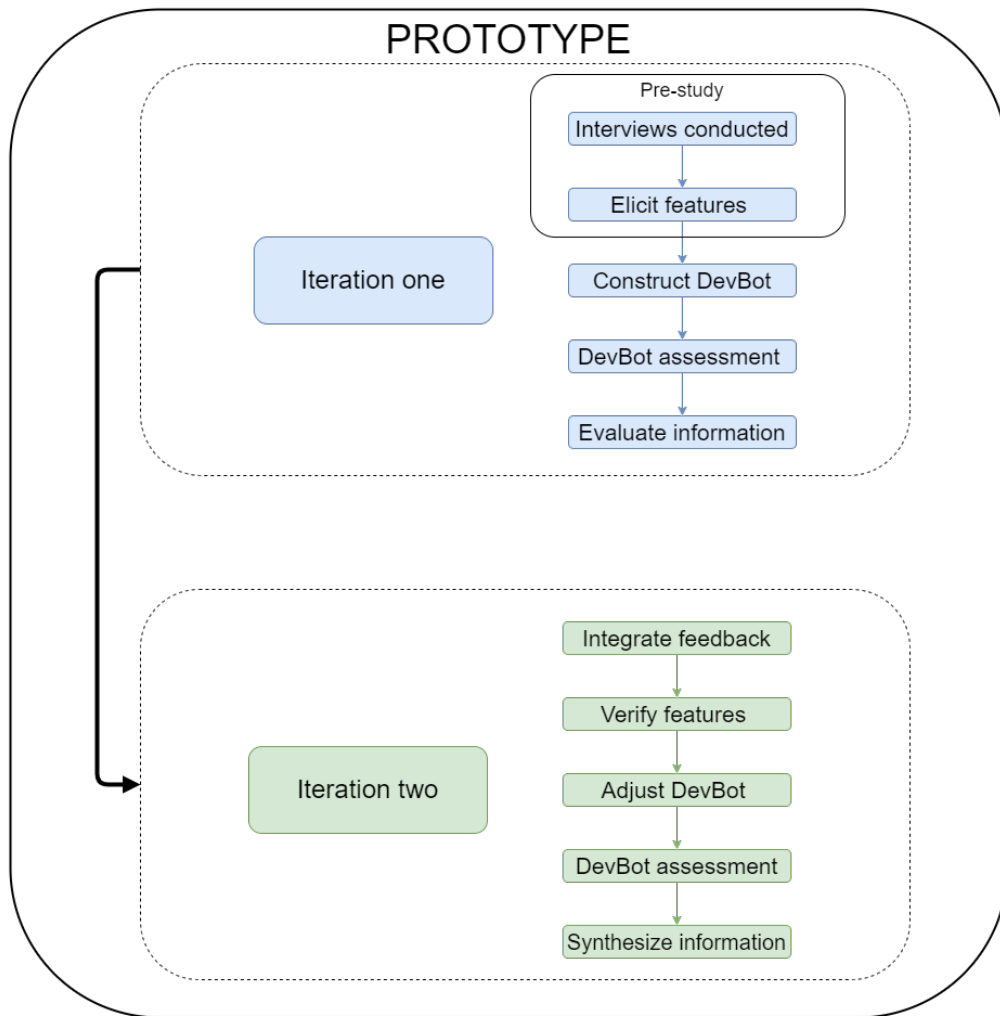 PROTOTYPE
Pre-study
Interviews conducted
Elicit features
Iteration one
Construct DevBot
DevBot assessment
Evaluate information
Integrate feedback
Verify features
Iteration two
Adjust DevBot
DevBot assessment
Synthesize information